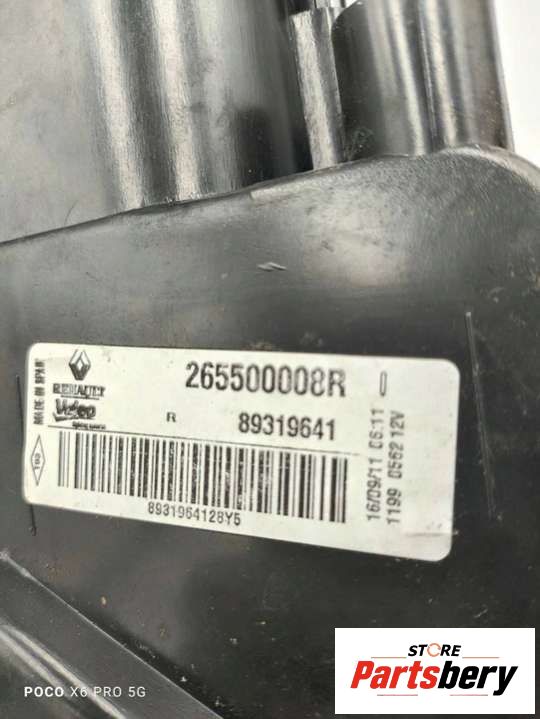 MADE IN SPAIN
RENAULT
Valeo
265500008R
R 89319641
8931964128Y5
16/09/11 06:11
1199 0562 12V
POCO X6 PRO 5G
STORE
Partsbery